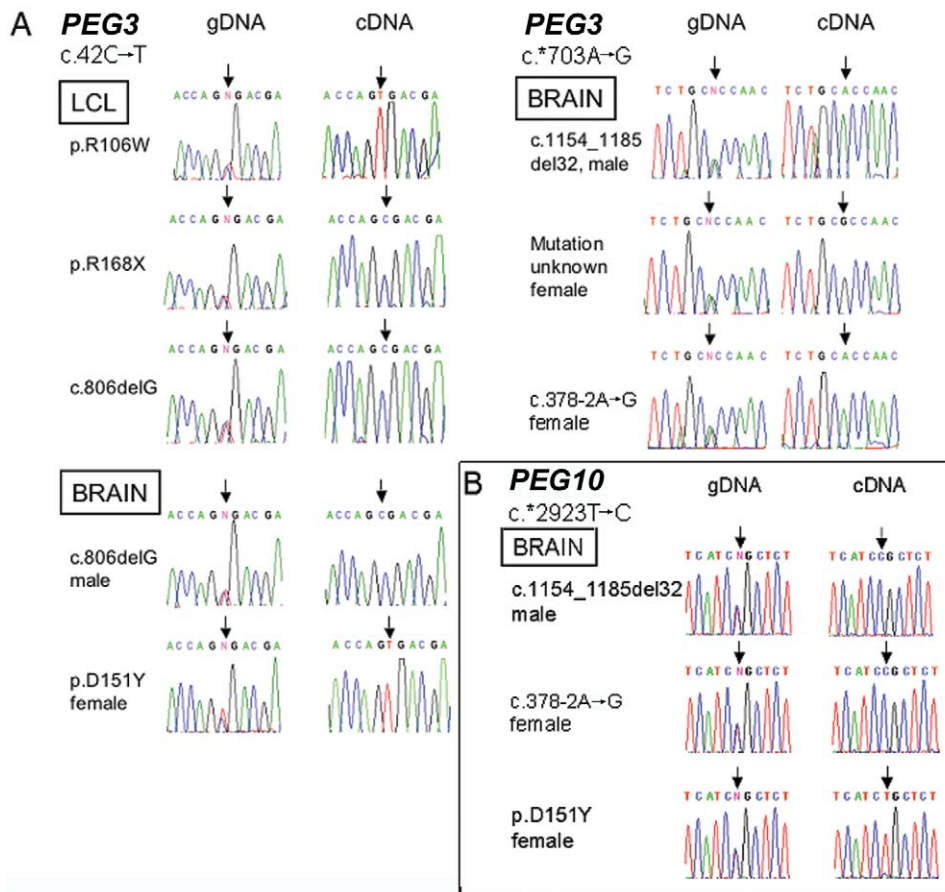 A PEG3 gDNA cDNA
c.42C→T
LCL
ACCAGNGACGA ACCAGTGACGA
p.R106W
ACCAGNGACGA ACCAGCGACGA
p.R168X
ACCAGNGACGA ACCAGCGACGA
c.806delG
BRAIN
ACCAGNGACGA ACCAGCGACGA
c.806delG
male
ACCAGNGACGA ACCAGTGACGA
p.D151Y
female
PEG3 gDNA cDNA
c.*703A→G
BRAIN
TCTGCNCCAAC TCTGCACCAAC
c.1154_1185
del32, male
TCTGCNCCAAC TCTGCGCCAAC
Mutation
unknown
female
TCTGCNCCAAC TCTGCACCAAC
c.378-2A→G
female
B PEG10 gDNA cDNA
c.*2923T→C
BRAIN
TCATCNGCTCT TCATCCGCTCT
c.1154_1185del32
male
TCATCNGCTCT TCATCCGCTCT
c.378-2A→G
female
TCATCNGCTCT TCATCTGCTCT
p.D151Y
female